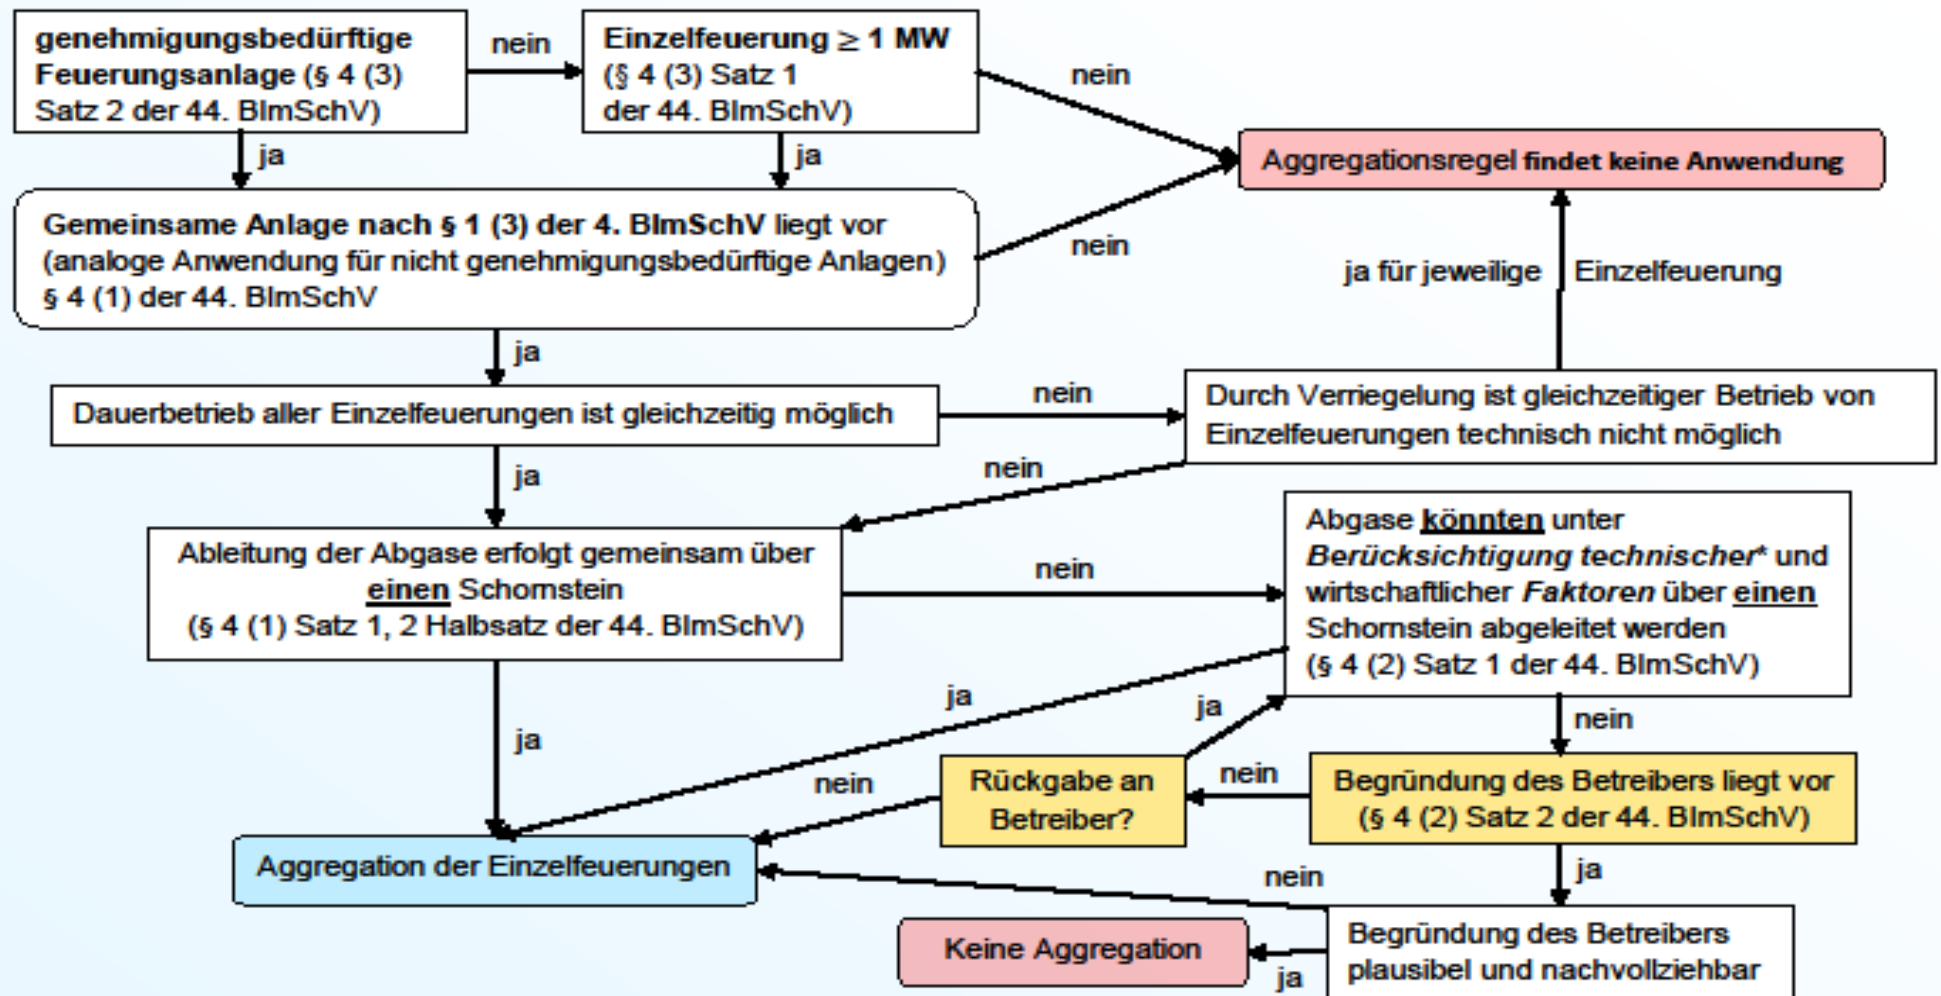 genehmigungsbedürftige
Feuerungsanlage (§ 4 (3)
Satz 2 der 44. BImSchV)
nein
Einzelfeuerung ≥ 1 MW
(§ 4 (3) Satz 1
der 44. BImSchV)
nein
ja
ja
Aggregationsregel findet keine Anwendung
Gemeinsame Anlage nach § 1 (3) der 4. BImSchV liegt vor
(analoge Anwendung für nicht genehmigungsbedürftige Anlagen)
§ 4 (1) der 44. BImSchV
nein
ja für jeweilige Einzelfeuerung
ja
Dauerbetrieb aller Einzelfeuerungen ist gleichzeitig möglich
nein
Durch Verriegelung ist gleichzeitiger Betrieb von
Einzelfeuerungen technisch nicht möglich
ja
nein
Ableitung der Abgase erfolgt gemeinsam über
einen Schornstein
(§ 4 (1) Satz 1, 2 Halbsatz der 44. BImSchV)
nein
Abgase könnten unter
Berücksichtigung technischer* und
wirtschaftlicher Faktoren über einen
Schornstein abgeleitet werden
(§ 4 (2) Satz 1 der 44. BImSchV)
ja
ja
ja
nein
nein
Rückgabe an
Betreiber?
nein
Begründung des Betreibers liegt vor
(§ 4 (2) Satz 2 der 44. BImSchV)
Aggregation der Einzelfeuerungen
nein
ja
Keine Aggregation
ja
Begründung des Betreibers
plausibel und nachvollziehbar